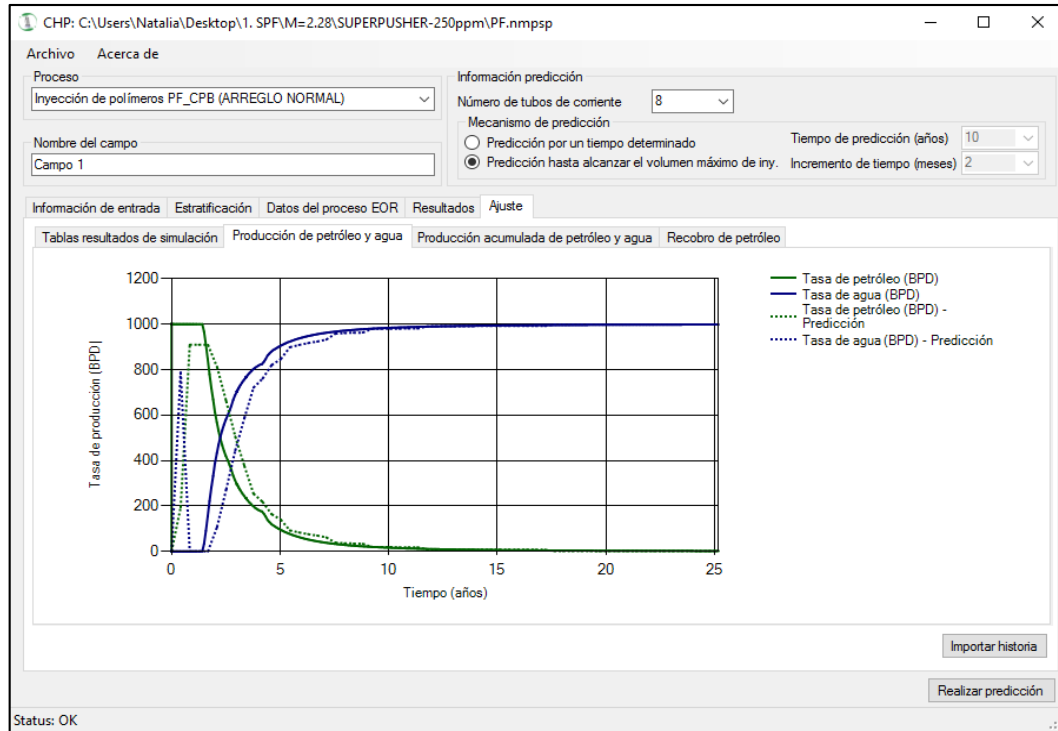 CHP: C:\Users\Natalia\Desktop\1. SPF\M=2.28\SUPERPUSHER-250ppm\PF.nmpsp
Archivo Acerca de
Proceso
Inyección de polímeros PF_CPB (ARREGLO NORMAL)
Nombre del campo
Campo 1
Información predicción
Número de tubos de corriente 8
Mecanismo de predicción
Predicción por un tiempo determinado
Predicción hasta alcanzar el volumen máximo de iny.
Tiempo de predicción (años) 10
Incremento de tiempo (meses) 2
Información de entrada Estratificación Datos del proceso EOR Resultados Ajuste
Tablas resultados de simulación Producción de petróleo y agua Producción acumulada de petróleo y agua Recobro de petróleo
1200
1000
800
600
400
200
0
Tasa de producción [BPD]
0 5 10 15 20 25
Tiempo (años)
Tasa de petróleo (BPD)
Tasa de agua (BPD)
Tasa de petróleo (BPD) -
Predicción
Tasa de agua (BPD) - Predicción
Importar historia
Realizar predicción
Status: OK